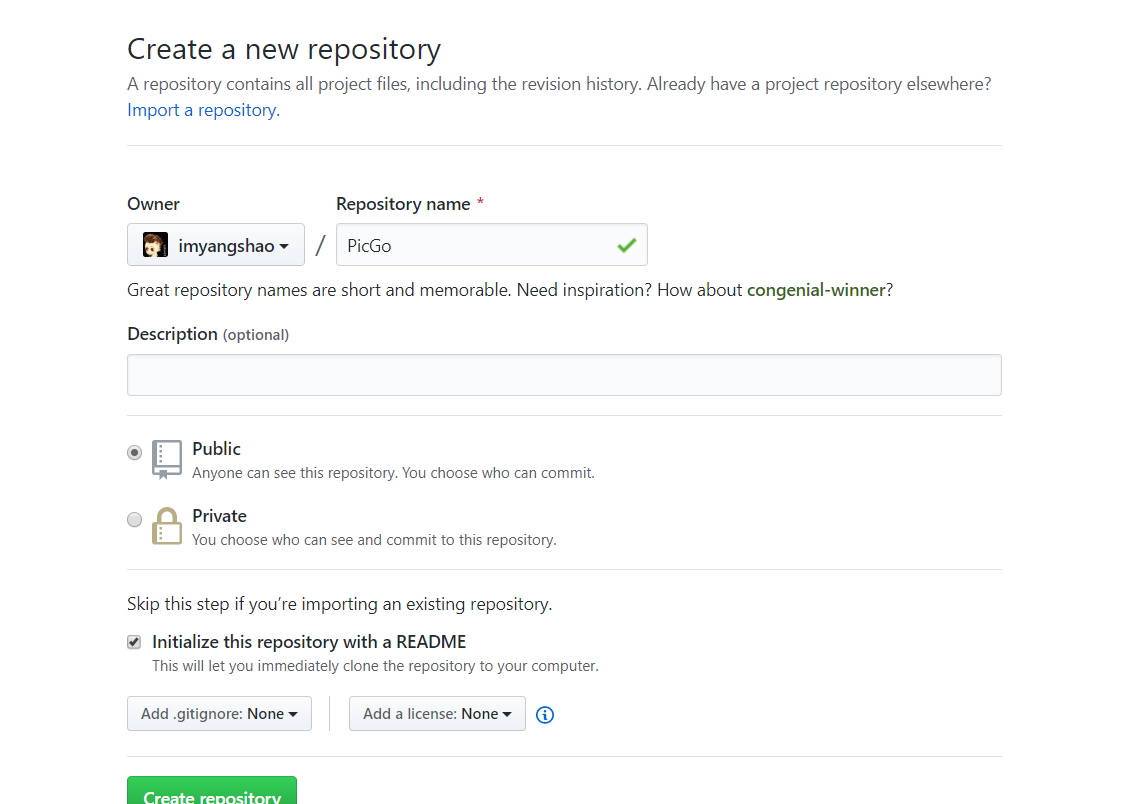 Create a new repository
A repository contains all project files, including the revision history. Already have a project repository elsewhere?
Import a repository.
Owner Repository name *
imyangshao / PicGo
Great repository names are short and memorable. Need inspiration? How about congenial-winner?
Description (optional)
Public
Anyone can see this repository. You choose who can commit.
Private
You choose who can see and commit to this repository.
Skip this step if you’re importing an existing repository.
Initialize this repository with a README
This will let you immediately clone the repository to your computer.
Add .gitignore: None Add a license: None
Create repository